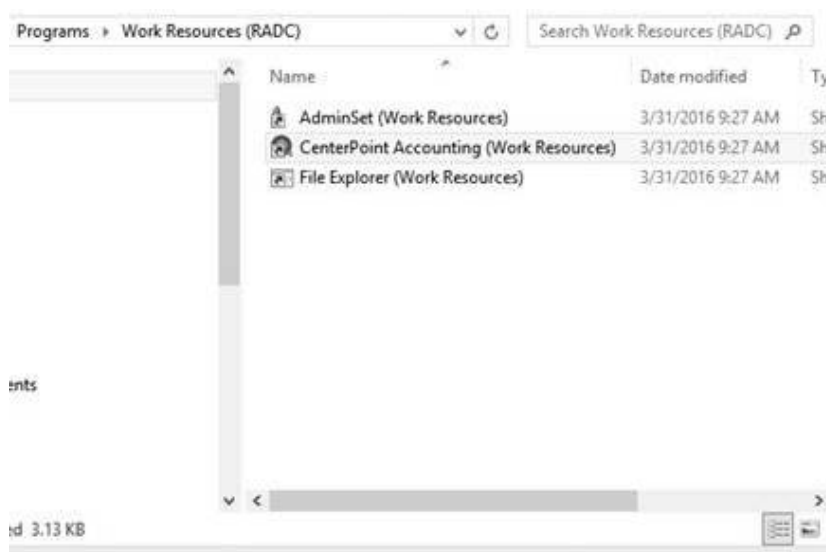 Programs › Work Resources (RADC)
Search Work Resources (RADC)
Name
Date modified
Ty
AdminSet (Work Resources)
3/31/2016 9:27 AM
Sh
CenterPoint Accounting (Work Resources)
3/31/2016 9:27 AM
Sh
File Explorer (Work Resources)
3/31/2016 9:27 AM
Sh
ents
ed 3.13 KB